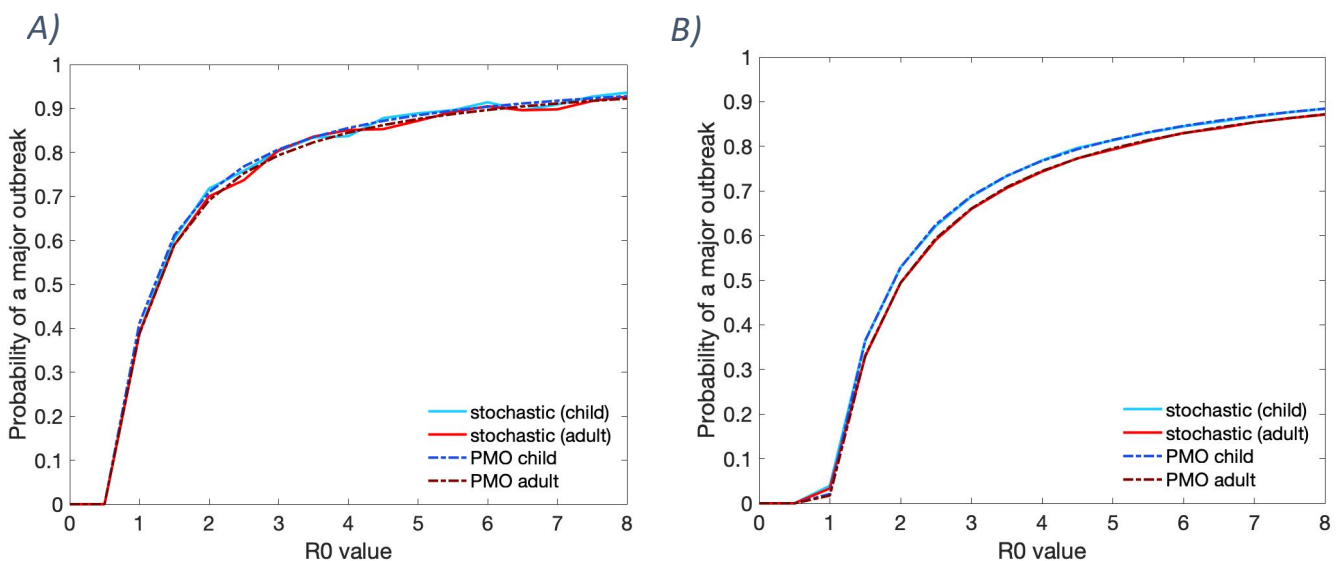 A)
Probability of a major outbreak
1
0.9
0.8
0.7
0.6
0.5
0.4
0.3
0.2
0.1
0
0 1 2 3 4 5 6 7 8
R0 value
stochastic (child)
stochastic (adult)
PMO child
PMO adult
B)
Probability of a major outbreak
1
0.9
0.8
0.7
0.6
0.5
0.4
0.3
0.2
0.1
0
0 1 2 3 4 5 6 7 8
R0 value
stochastic (child)
stochastic (adult)
PMO child
PMO adult